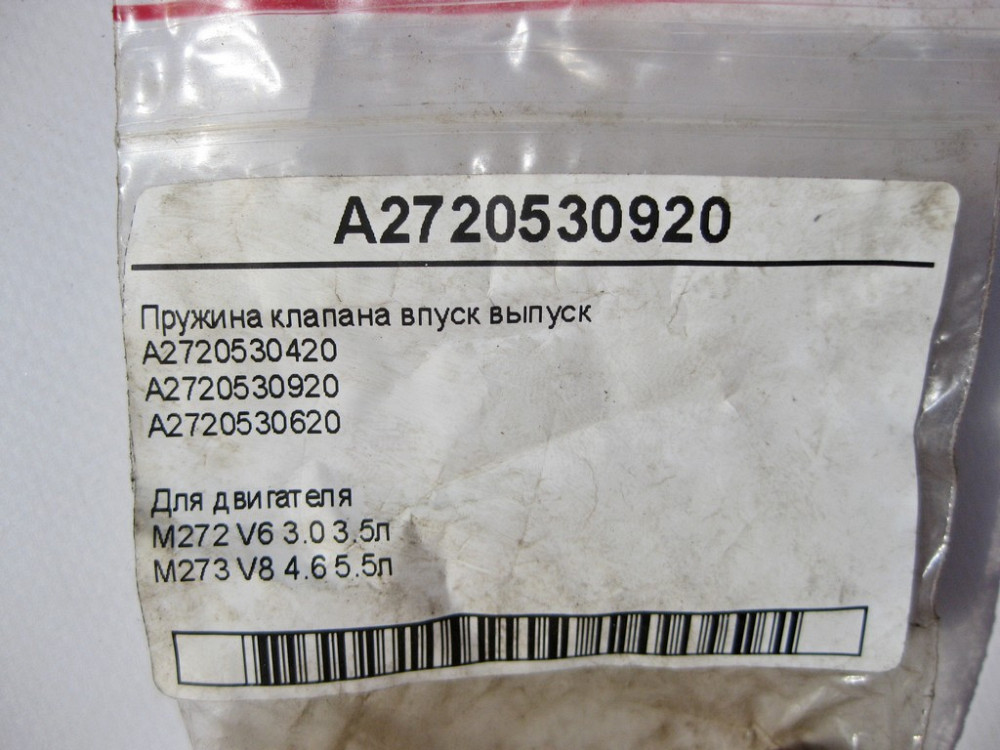 A2720530920
Пружина клапана впуск выпуск
A2720530420
A2720530920
A2720530620
Для двигателя
M272 V6 3.0 3.5л
M273 V8 4.6 5.5л